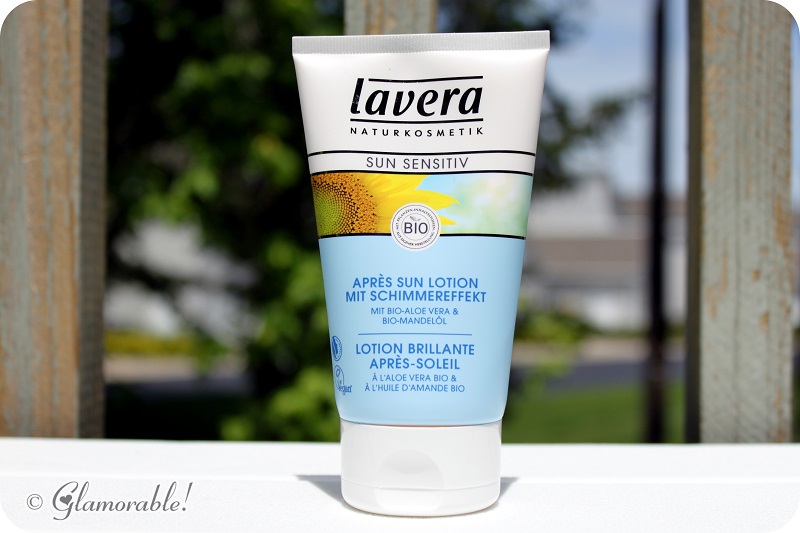 lavera
NATURKOSMETIK
SUN SENSITIV
BIO
APRÈS SUN LOTION
MIT SCHIMMEREFFEKT
MIT BIO-ALOE VERA &
BIO-MANDELÖL
LOTION BRILLANTE
APRÈS-SOLEIL
À L'ALOE VERA BIO &
À L'HUILE D'AMANDE BIO
© Glamorable!